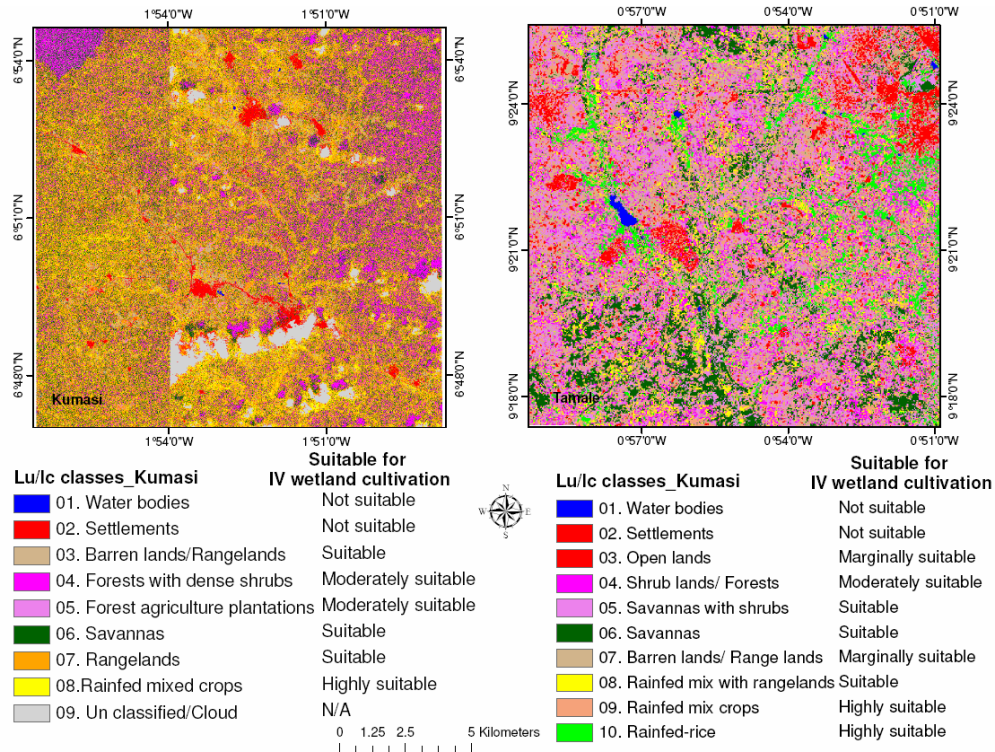 1°54'0"W 1°51'0"W
0°57'0"W 0°54'0"W 0°51'0"W
6°54'0"N 6°54'0"N
6°51'0"N 6°51'0"N
6°48'0"N 6°48'0"N
Kumasi
1°54'0"W 1°51'0"W
9°24'0"N 9°24'0"N
9°21'0"N 9°21'0"N
9°18'0"N 9°18'0"N
Tamale
0°57'0"W 0°54'0"W 0°51'0"W
Lu/lc classes_Kumasi
Suitable for
IV wetland cultivation
01. Water bodies Not suitable
02. Settlements Not suitable
03. Barren lands/Rangelands Suitable
04. Forests with dense shrubs Moderately suitable
05. Forest agriculture plantations Moderately suitable
06. Savannas Suitable
07. Rangelands Suitable
08.Rainfed mixed crops Highly suitable
09. Un classified/Cloud N/A
N
W E
S
0 1.25 2.5 5 Kilometers
Lu/lc classes_Kumasi
Suitable for
IV wetland cultivation
01. Water bodies Not suitable
02. Settlements Not suitable
03. Open lands Marginally suitable
04. Shrub lands/ Forests Moderately suitable
05. Savannas with shrubs Suitable
06. Savannas Suitable
07. Barren lands/ Range lands Marginally suitable
08. Rainfed mix with rangelands Suitable
09. Rainfed mix crops Highly suitable
10. Rainfed-rice Highly suitable